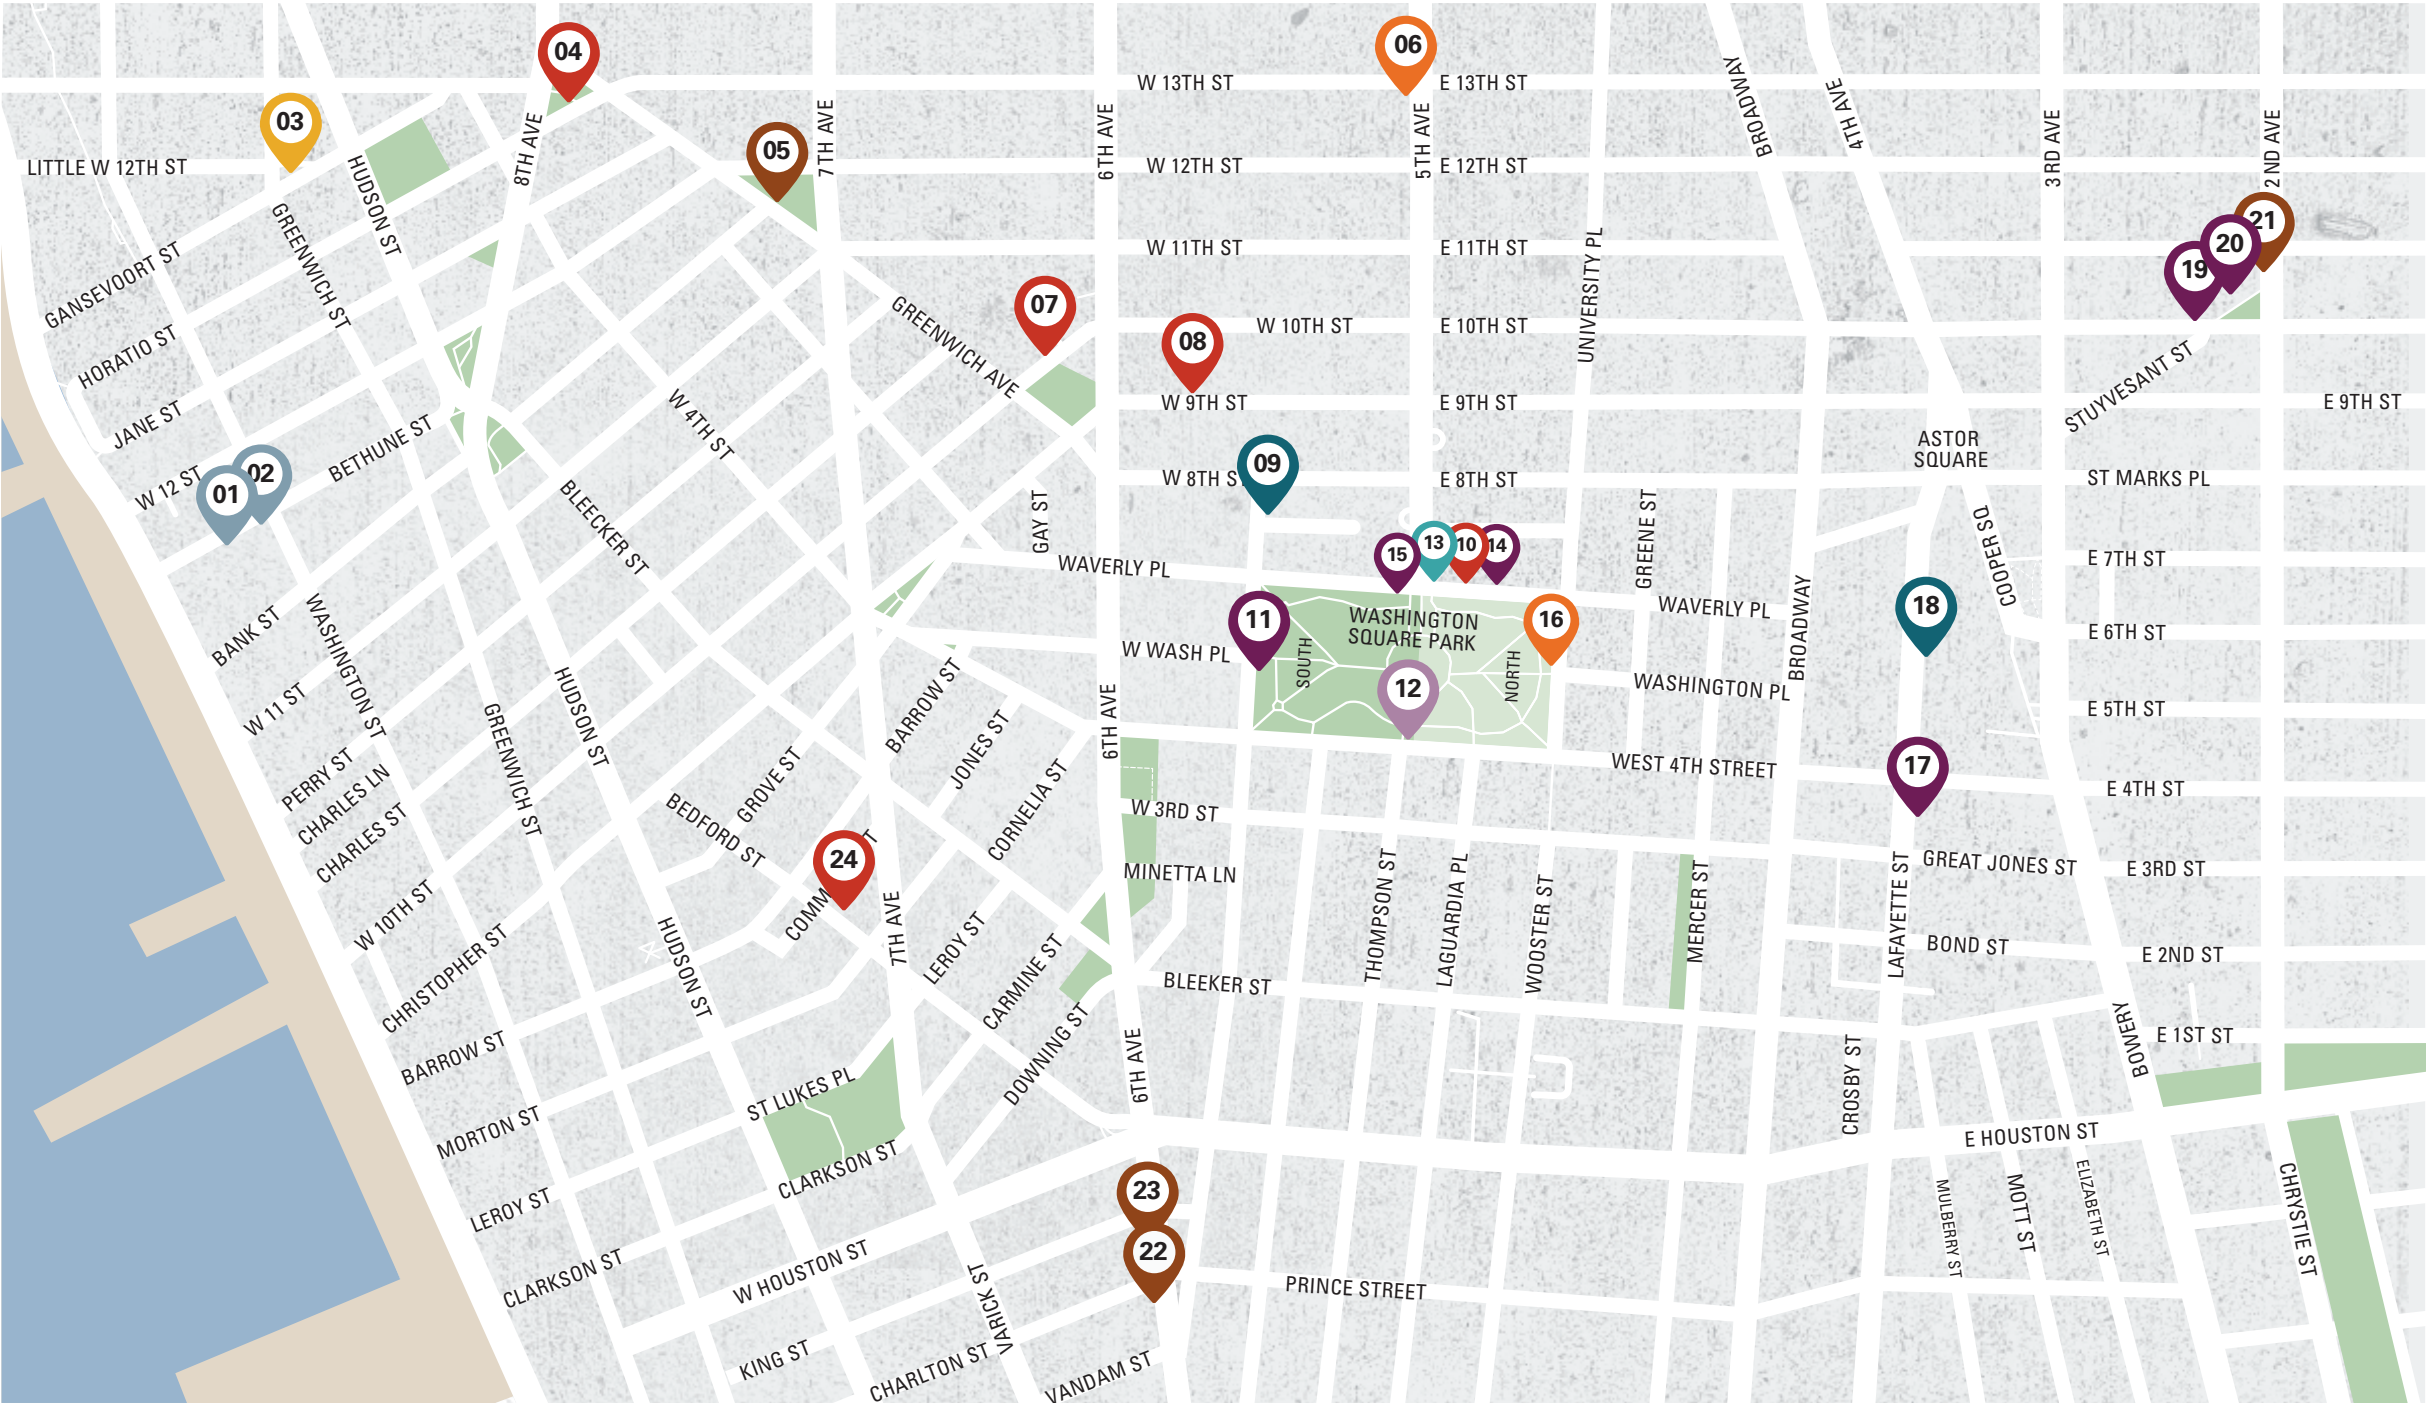 04
06
W 13TH ST
E 13TH ST
BROADWAY
4TH AVE
03
8TH AVE
05
7TH AVE
6TH AVE
5TH AVE
3RD AVE
2ND AVE
LITTLE W 12TH ST
W 12TH ST
E 12TH ST
HUDSON ST
GREENWICH ST
21
20
19
GANSEVOORT ST
W 11TH ST
E 11TH ST
UNIVERSITY PL
07
GREENWICH AVE
08
W 10TH ST
E 10TH ST
HORATIO ST
STUYVESANT ST
JANE ST
W 4TH ST
W 9TH ST
E 9TH ST
E 9TH ST
BETHUNE ST
ASTOR
SQUARE
W 12 ST
01
02
09
W 8TH ST
E 8TH ST
ST MARKS PL
BLEECKER ST
GAY ST
GREENE ST
COOPER SQ
15
13
10
14
WAVERLY PL
E 7TH ST
WASHINGTON ST
BANK ST
11
WASHINGTON
SQUARE PARK
16
WAVERLY PL
BROADWAY
18
E 6TH ST
W WASH PL
SOUTH
NORTH
12
WASHINGTON PL
W 11 ST
HUDSON ST
BARROW ST
6TH AVE
E 5TH ST
GREENWICH ST
JONES ST
WEST 4TH STREET
17
PERRY ST
GROVE ST
E 4TH ST
CHARLES LN
BEDFORD ST
CORNELIA ST
W 3RD ST
CHARLES ST
24
COMM
T
MINETTA LN
THOMPSON ST
LAGUARDIA PL
WOOSTER ST
MERCER ST
LAFAYETTE ST
GREAT JONES ST
E 3RD ST
W 10TH ST
7TH AVE
LEROY ST
CHRISTOPHER ST
HUDSON ST
CARMINE ST
BLEEKER ST
BOND ST
E 2ND ST
BARROW ST
DOWNING ST
6TH AVE
CROSBY ST
BOWERY
E 1ST ST
MORTON ST
ST LUKES PL
E HOUSTON ST
LEROY ST
CLARKSON ST
23
MULBERRY ST
MOTT ST
ELIZABETH ST
CHRYSTIE ST
CLARKSON ST
W HOUSTON ST
22
VARICK ST
PRINCE STREET
KING ST
CHARLTON ST
VANDAM ST